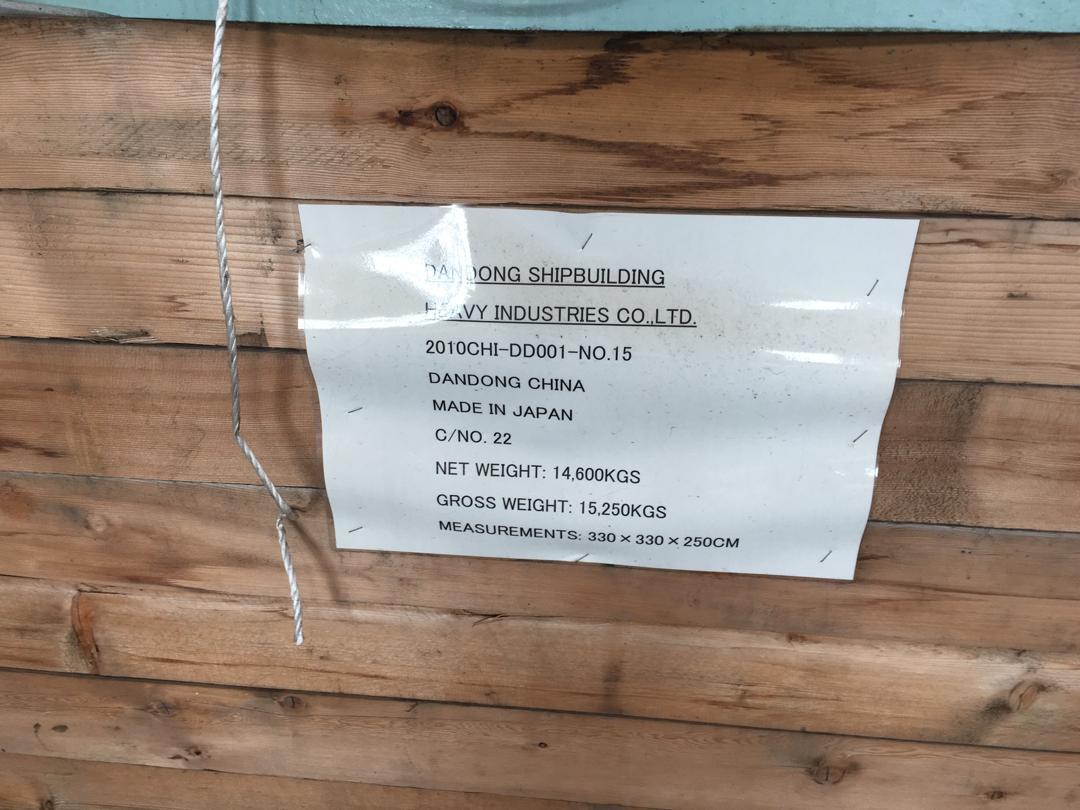 DANDONG SHIPBUILDING
HEAVY INDUSTRIES CO.,LTD.
2010CHI-DD001-NO.15
DANDONG CHINA
MADE IN JAPAN
C/NO. 22
NET WEIGHT: 14,600KGS
GROSS WEIGHT: 15,250KGS
MEASUREMENTS: 330×330×250CM